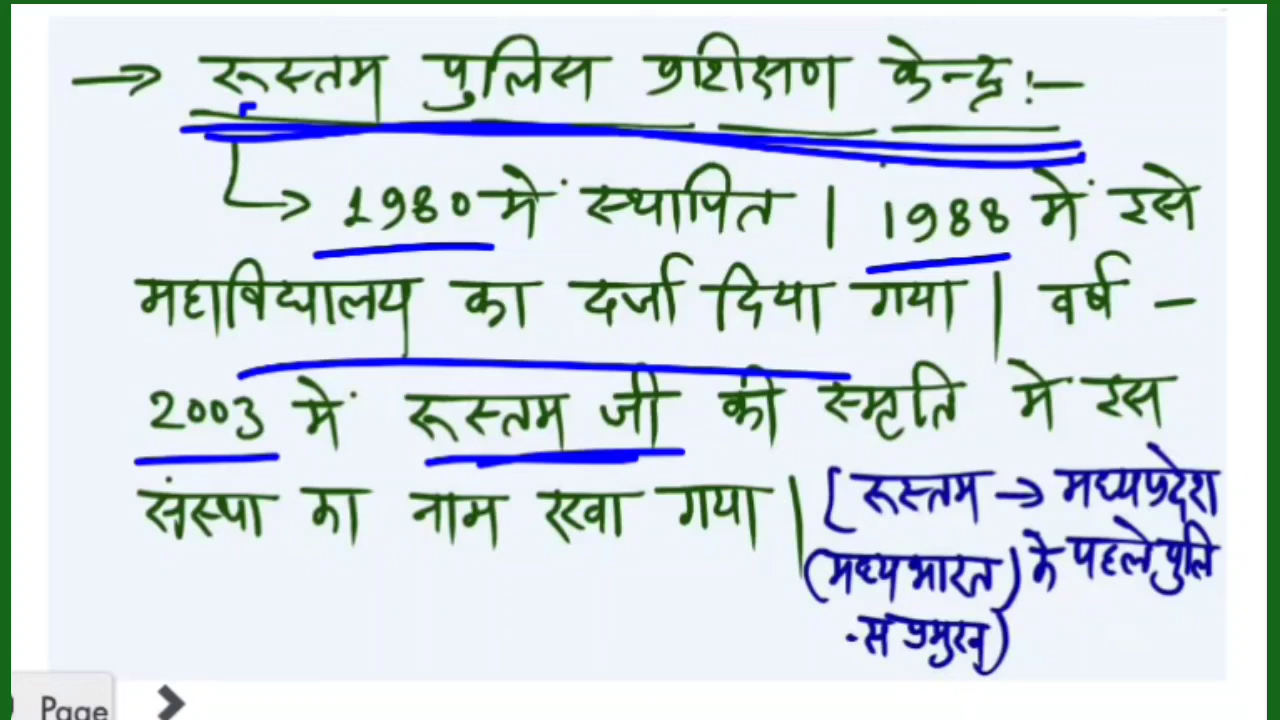 → रूस्तम पुलिस प्रशिक्षण केन्द्र :-
→ 1980 में स्थापित | 1988 में इसे
महाविद्यालय का दर्जा दिया गया | वर्ष -
2003 में रूस्तम जी की स्मृति में इस
संस्था का नाम रखा गया |
[रूस्तम → मध्यप्रदेश
(मध्य भारत) के पहले पुलि
-स प्रमुख)
Page